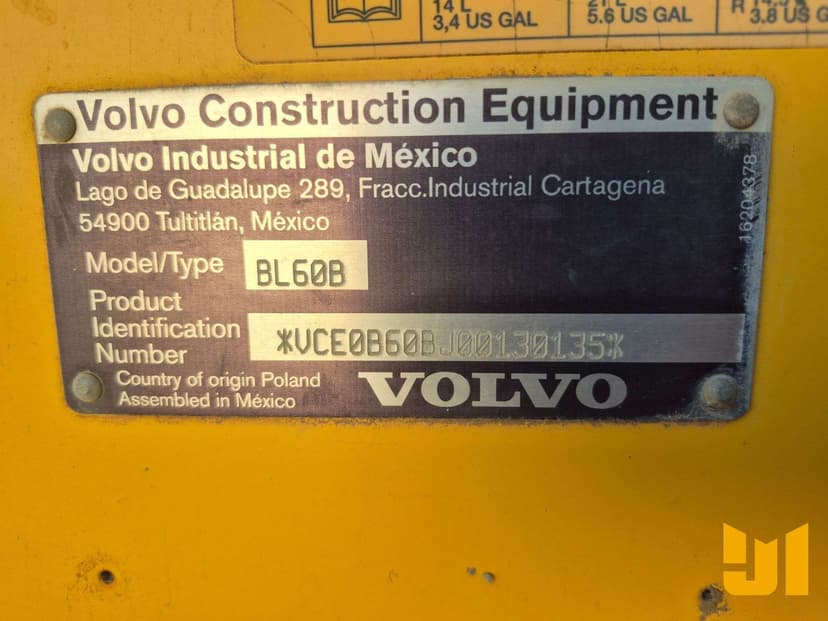 14 L
3,4 US GAL
21 L
5.6 US GAL
R
3.8 US G
Volvo Construction Equipment
Volvo Industrial de México
Lago de Guadalupe 289, Fracc.Industrial Cartagena
54900 Tultitlán, México
16204378
Model/Type BL60B
Product
Identification
Number *VCE0B60BJ00130135*
Country of origin Poland
Assembled in México
VOLVO